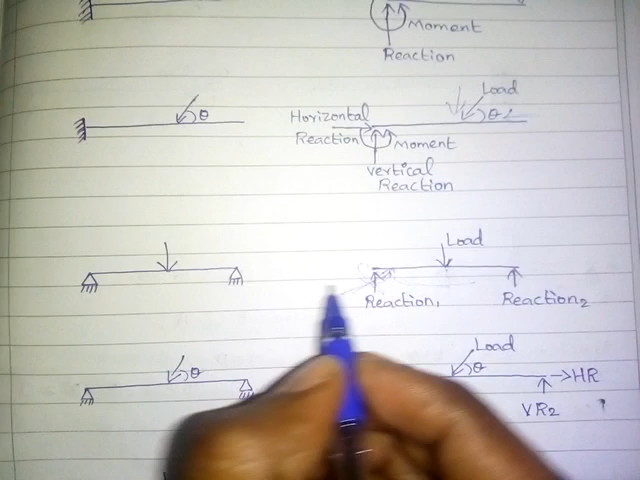 Moment
Reaction
θ
Horizontal
Reaction
Load
θ
Moment
Vertical
Reaction
Load
Reaction₁
Reaction₂
θ
Load
θ
HR
VR2